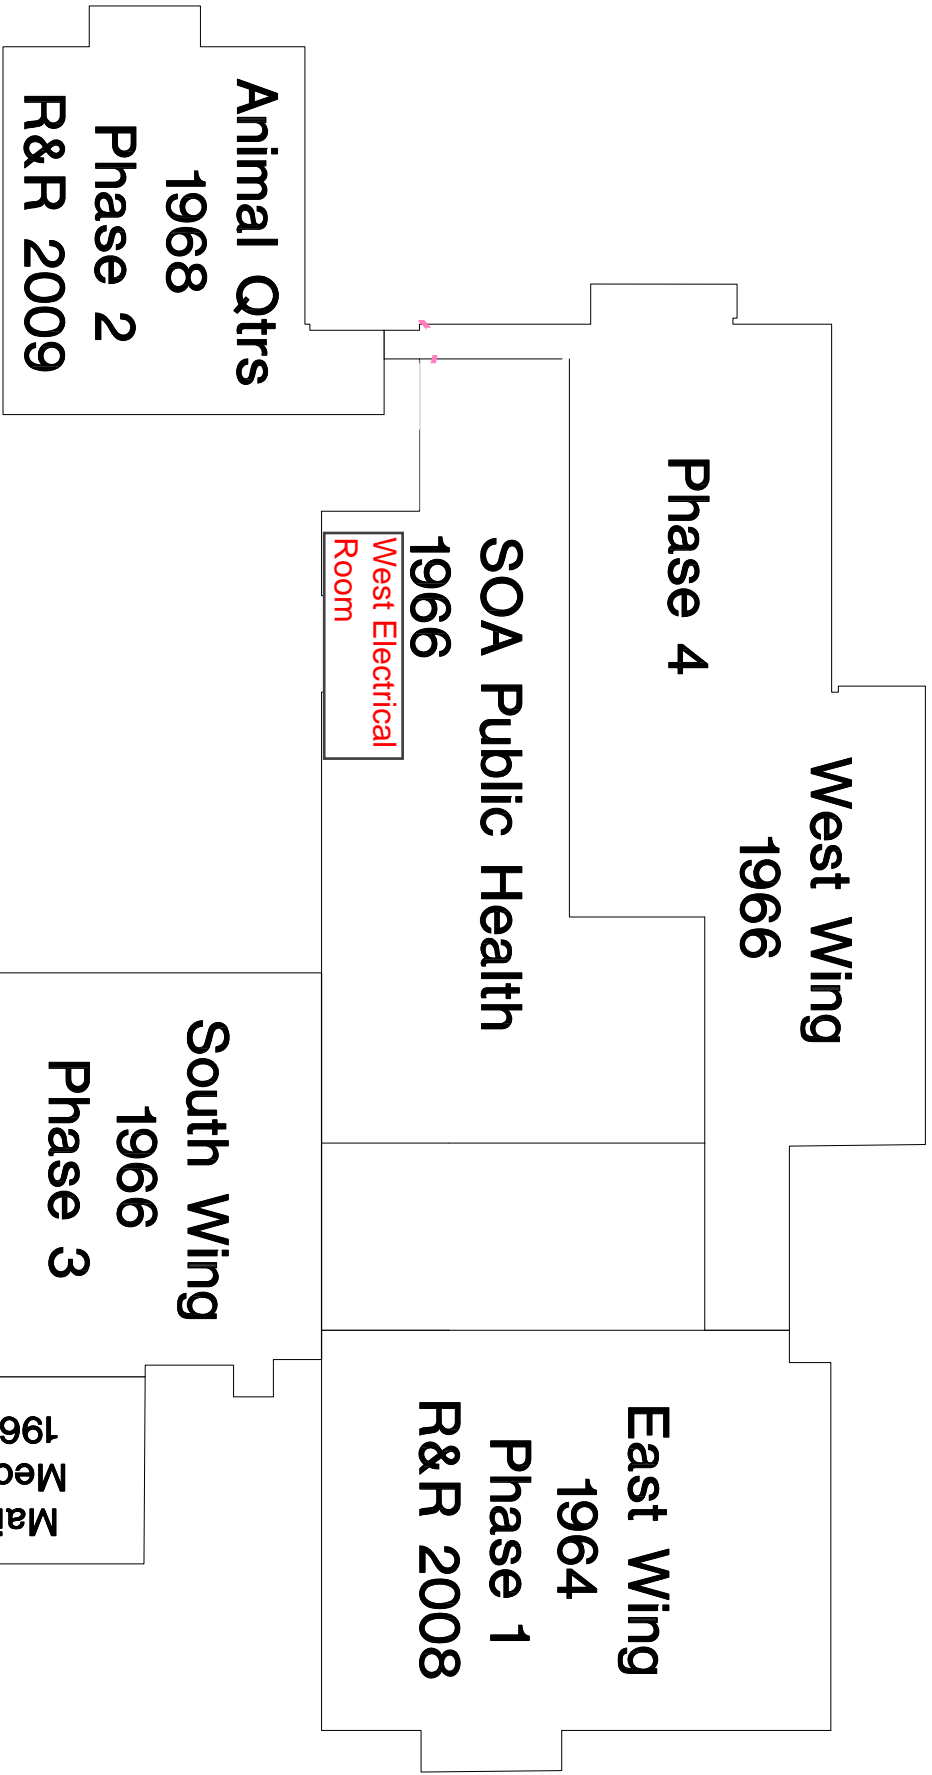 West Wing
1966
Phase 4
SOA Public Health
1966
West Electrical
Room
Animal Qtrs
1968
Phase 2
R&R 2009
East Wing
1964
Phase 1
R&R 2008
South Wing
1966
Phase 3